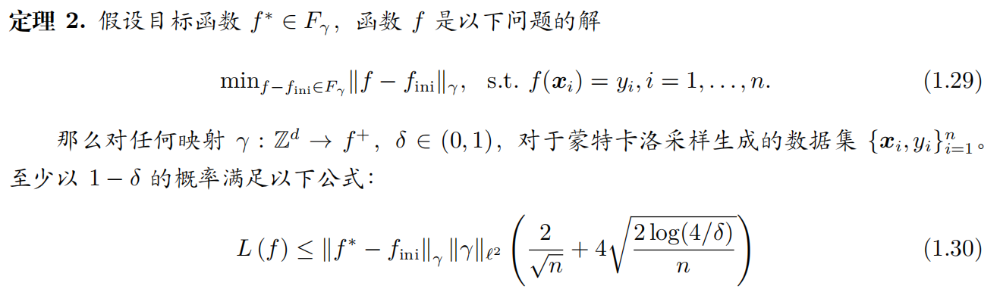 定理 2. 假设目标函数 $f^* \in F_\gamma$, 函数 $f$ 是以下问题的解
$\min_{f-f_{\text{ini}} \in F_\gamma} \|f - f_{\text{ini}}\|_\gamma, \quad \text{s.t. } f(\boldsymbol{x}_i) = y_i, i = 1, \ldots, n.$ (1.29)
那么对任何映射 $\gamma : \mathbb{Z}^d \to f^+$, $\delta \in (0, 1)$, 对于蒙特卡洛采样生成的数据集 $\{\boldsymbol{x}_i, y_i\}_{i=1}^n$。
至少以 $1 - \delta$ 的概率满足以下公式:
$L(f) \leq \|f^* - f_{\text{ini}}\|_\gamma \|\gamma\|_{\ell^2} \left( \frac{2}{\sqrt{n}} + 4\sqrt{\frac{2\log(4/\delta)}{n}} \right)$ (1.30)